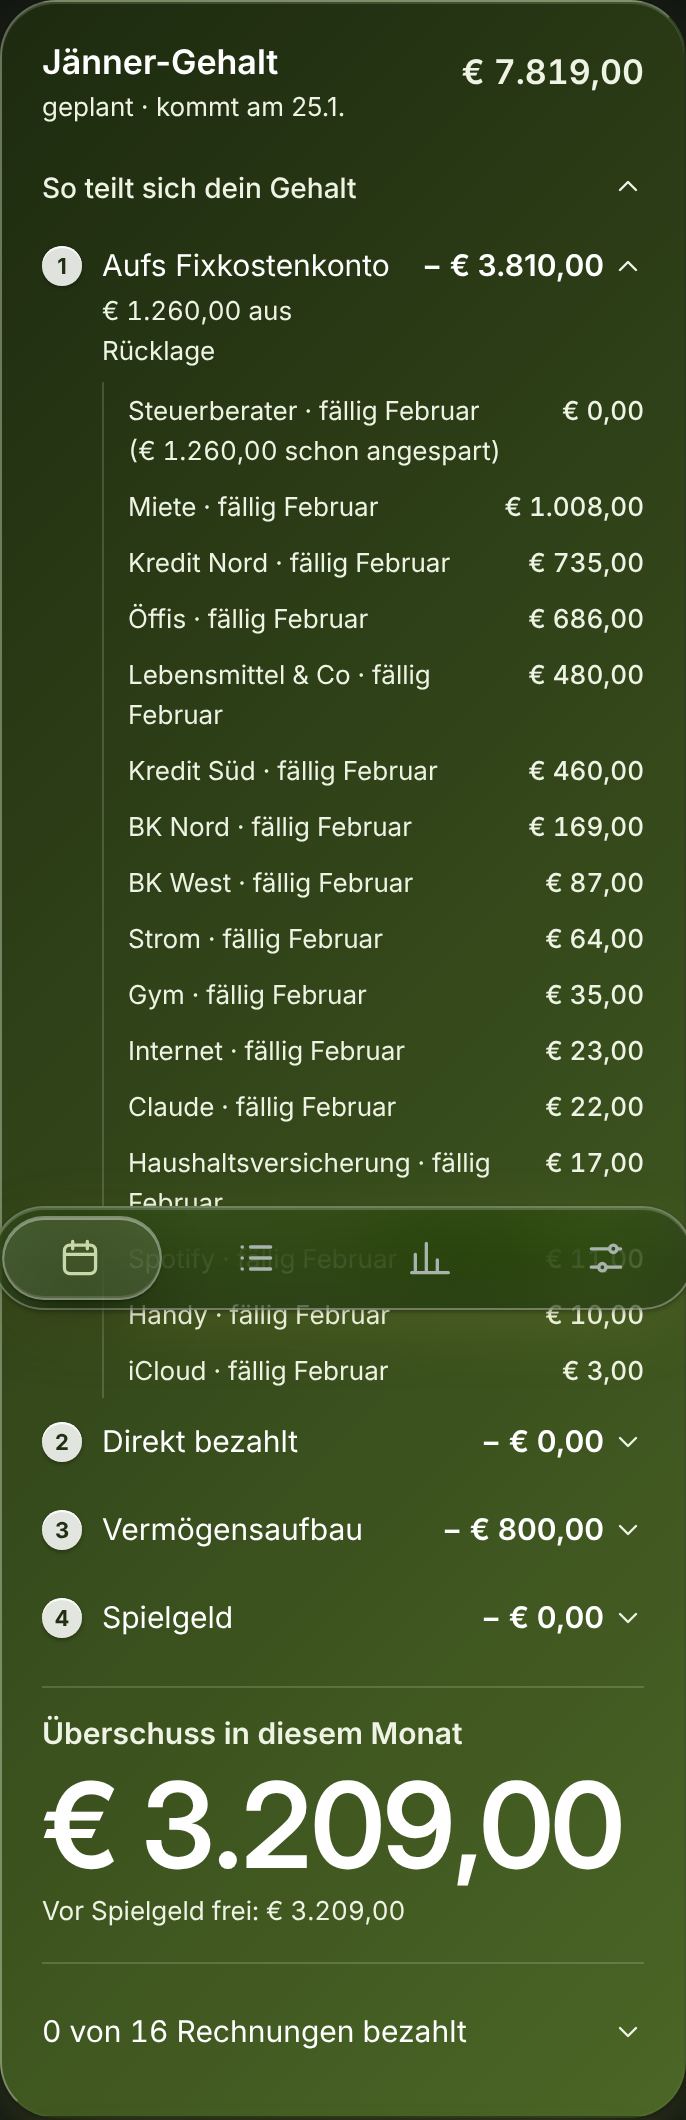 Jänner-Gehalt
€ 7.819,00
geplant · kommt am 25.1.
So teilt sich dein Gehalt
1 Aufs Fixkostenkonto – € 3.810,00
€ 1.260,00 aus
Rücklage
Steuerberater · fällig Februar € 0,00
(€ 1.260,00 schon angespart)
Miete · fällig Februar € 1.008,00
Kredit Nord · fällig Februar € 735,00
Öffis · fällig Februar € 686,00
Lebensmittel & Co · fällig € 480,00
Februar
Kredit Süd · fällig Februar € 460,00
BK Nord · fällig Februar € 169,00
BK West · fällig Februar € 87,00
Strom · fällig Februar € 64,00
Gym · fällig Februar € 35,00
Internet · fällig Februar € 23,00
Claude · fällig Februar € 22,00
Haushaltsversicherung · fällig € 17,00
Februar
Spotify · fällig Februar € 11,00
Handy · fällig Februar € 10,00
iCloud · fällig Februar € 3,00
2 Direkt bezahlt – € 0,00
3 Vermögensaufbau – € 800,00
4 Spielgeld – € 0,00
Überschuss in diesem Monat
€ 3.209,00
Vor Spielgeld frei: € 3.209,00
0 von 16 Rechnungen bezahlt